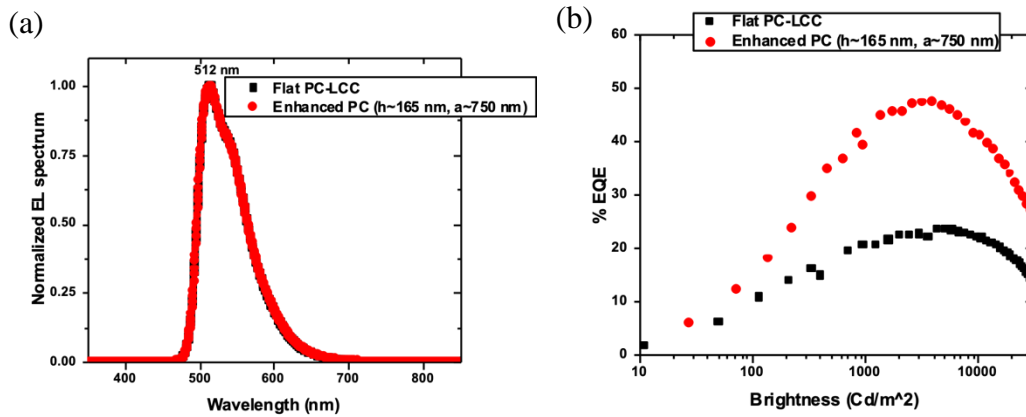 (a)
512 nm
Flat PC-LCC
Enhanced PC (h~165 nm, a~750 nm)
Normalized EL spectrum
1.00
0.75
0.50
0.25
0.00
400 500 600 700 800
Wavelength (nm)
(b)
Flat PC-LCC
Enhanced PC (h~165 nm, a~750 nm)
% EQE
60
50
40
30
20
10
0
10 100 1000 10000
Brightness (Cd/m^2)